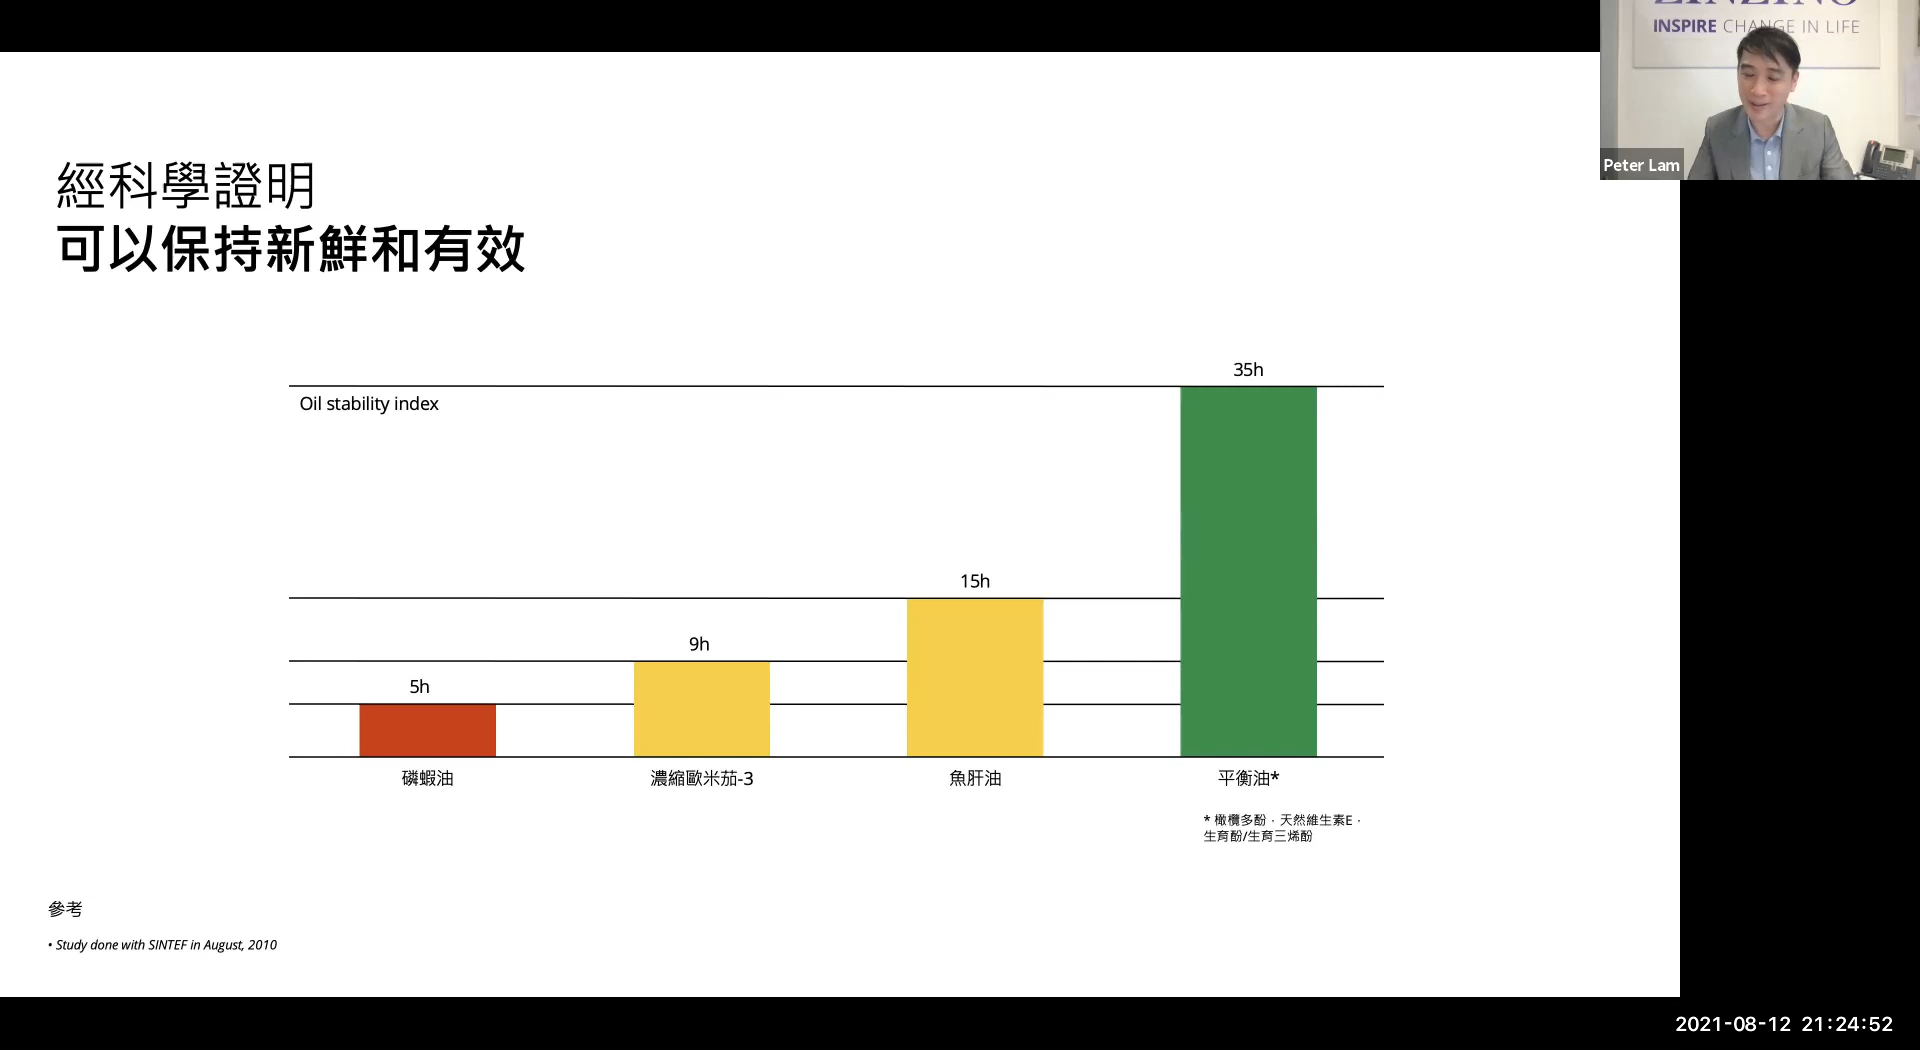 INSPIRE CHANGE IN LIFE
Peter Lam
經科學證明
可以保持新鮮和有效
35h
Oil stability index
15h
9h
5h
磷蝦油
濃縮歐米茄-3
魚肝油
平衡油*
* 橄欖多酚，天然維生素E，
生育酚/生育三烯酚
參考
• Study done with SINTEF in August, 2010
2021-08-12 21:24:52